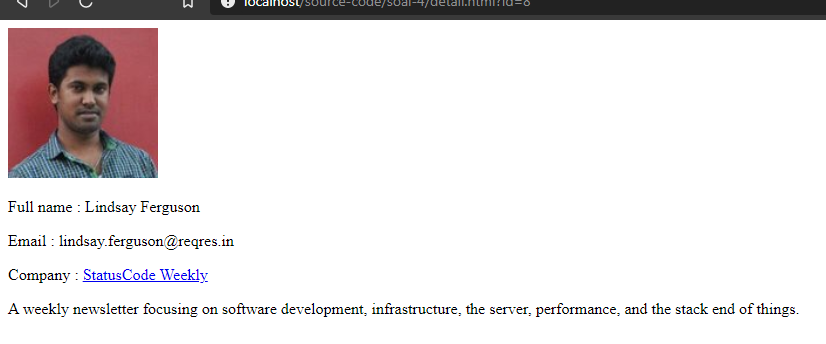 localhost/source-code/soal-4/detail.html?id=8
Full name : Lindsay Ferguson
Email : lindsay.ferguson@reqres.in
Company : StatusCode Weekly
A weekly newsletter focusing on software development, infrastructure, the server, performance, and the stack end of things.